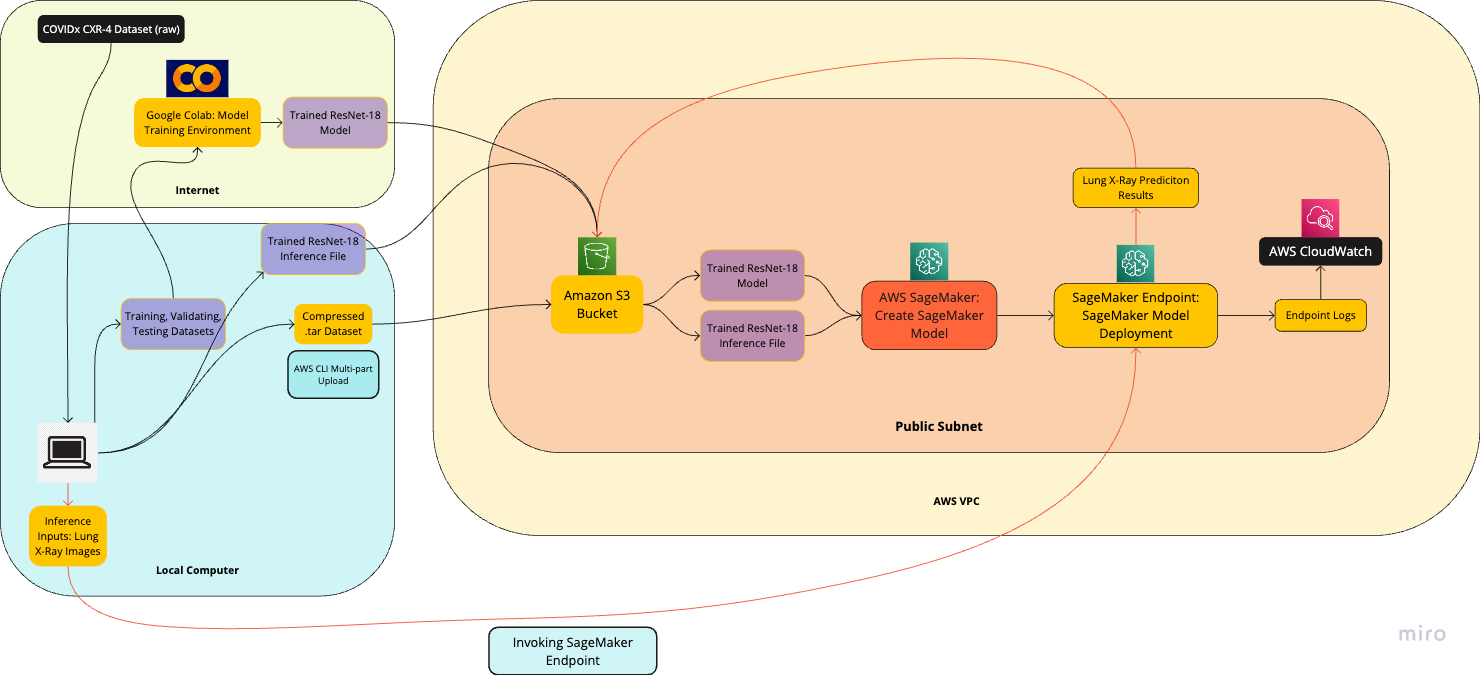 COVIDx CXR-4 Dataset (raw)
Google Colab: Model
Training Environment
Trained ResNet-18
Model
Internet
Trained ResNet-18
Inference File
Training, Validating,
Testing Datasets
Compressed
.tar Dataset
AWS CLI Multi-part
Upload
Inference
Inputs: Lung
X-Ray Images
Local Computer
Amazon S3
Bucket
Trained ResNet-18
Model
Trained ResNet-18
Inference File
AWS SageMaker:
Create SageMaker
Model
SageMaker Endpoint:
SageMaker Model
Deployment
Lung X-Ray Prediciton
Results
AWS CloudWatch
Endpoint Logs
Public Subnet
AWS VPC
Invoking SageMaker
Endpoint
miro